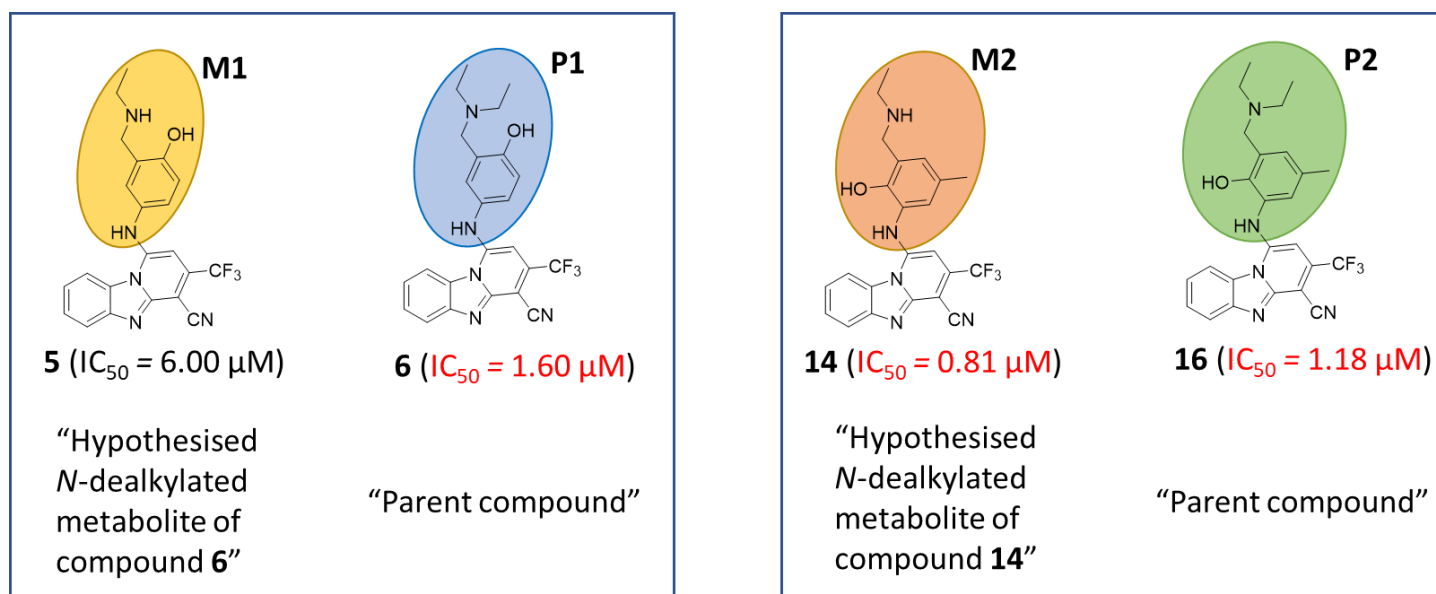 M1
P1
NH
OH
HN
N
N
CF3
CN
N
OH
HN
N
N
CF3
CN
5 (IC50 = 6.00 µM)
6 (IC50 = 1.60 µM)
“Hypothesised
N-dealkylated
metabolite of
compound 6”
“Parent compound”
M2
P2
NH
HO
HN
N
N
CF3
CN
N
HO
HN
N
N
CF3
CN
14 (IC50 = 0.81 µM)
16 (IC50 = 1.18 µM)
“Hypothesised
N-dealkylated
metabolite of
compound 14”
“Parent compound”